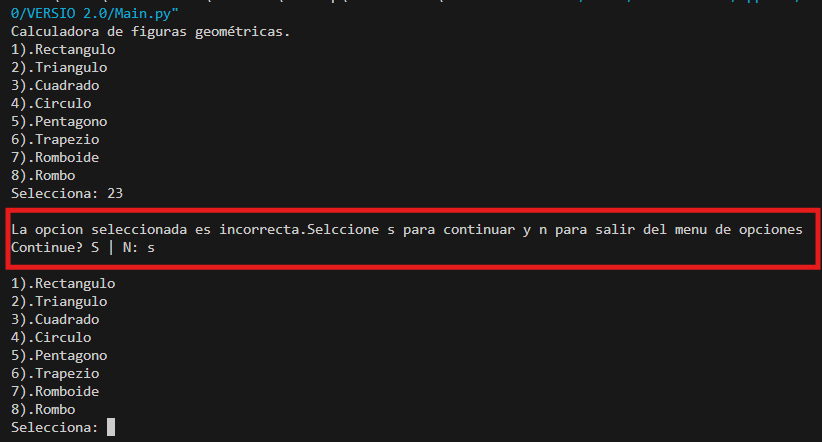 0/VERSIO 2.0/Main.py"
Calculadora de figuras geométricas.
1).Rectangulo
2).Triangulo
3).Cuadrado
4).Circulo
5).Pentagono
6).Trapezio
7).Romboide
8).Rombo
Selecciona: 23
La opcion seleccionada es incorrecta.Selccione s para continuar y n para salir del menu de opciones
Continue? S | N: s
1).Rectangulo
2).Triangulo
3).Cuadrado
4).Circulo
5).Pentagono
6).Trapezio
7).Romboide
8).Rombo
Selecciona: